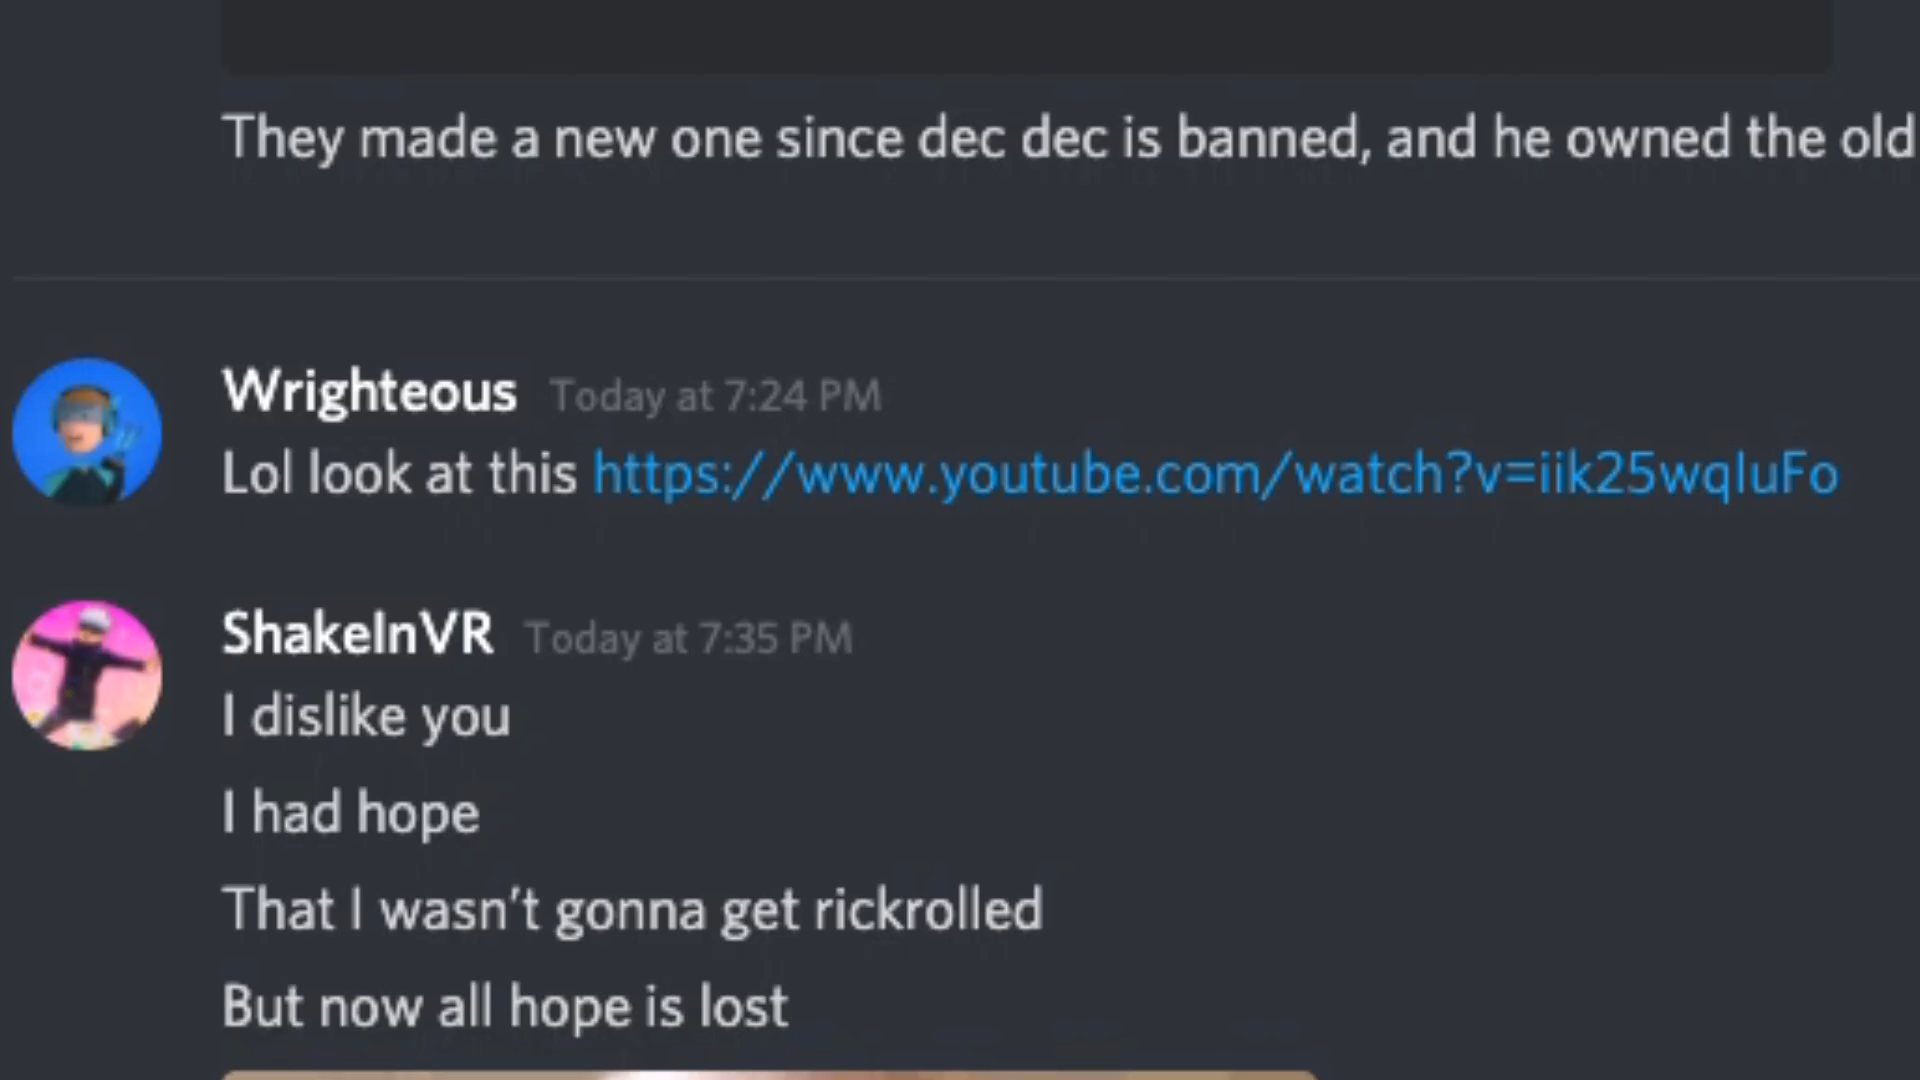 They made a new one since dec dec is banned, and he owned the old
Wrighteous Today at 7:24 PM
Lol look at this https://www.youtube.com/watch?v=iik25wqIuFo
ShakeInVR Today at 7:35 PM
I dislike you
I had hope
That I wasn't gonna get rickrolled
But now all hope is lost